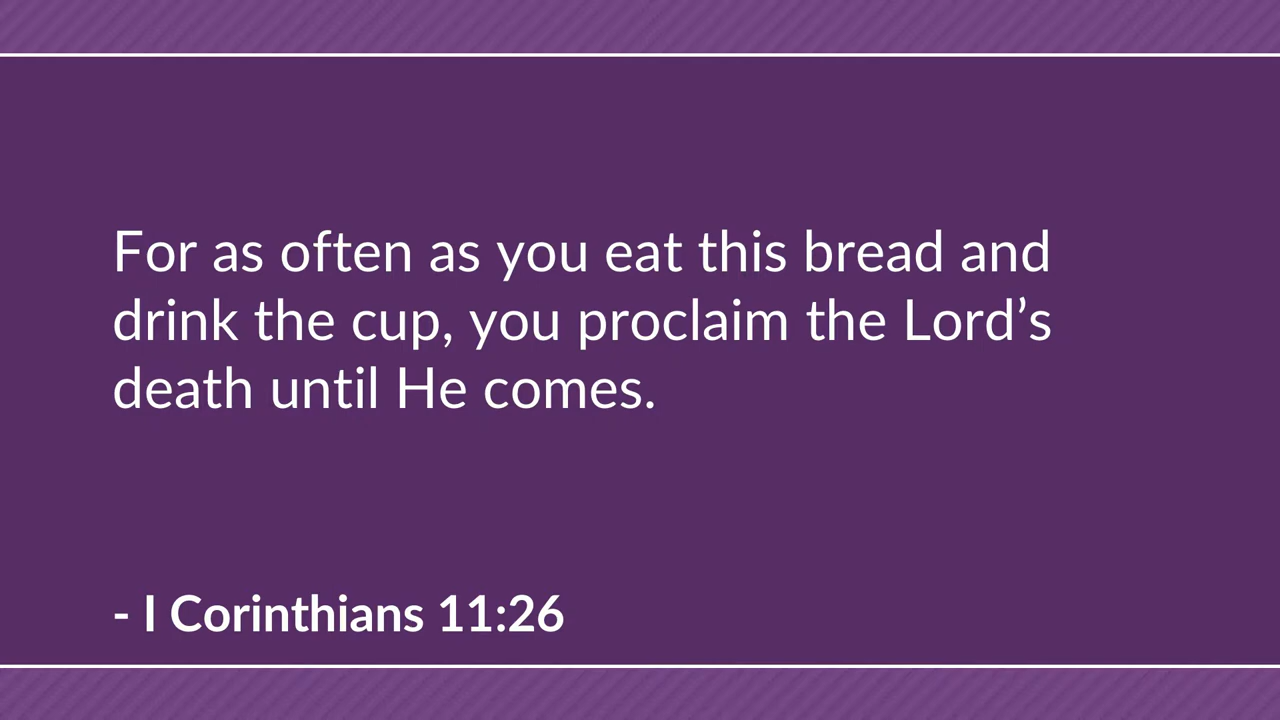 For as often as you eat this bread and
drink the cup, you proclaim the Lord’s
death until He comes.
- I Corinthians 11:26